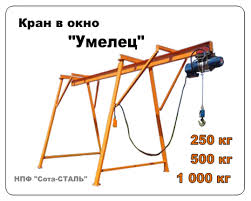 Кран в окно
"Умелец"
250 кг
500 кг
1 000 кг
НПФ "Сота-СТАЛЬ"